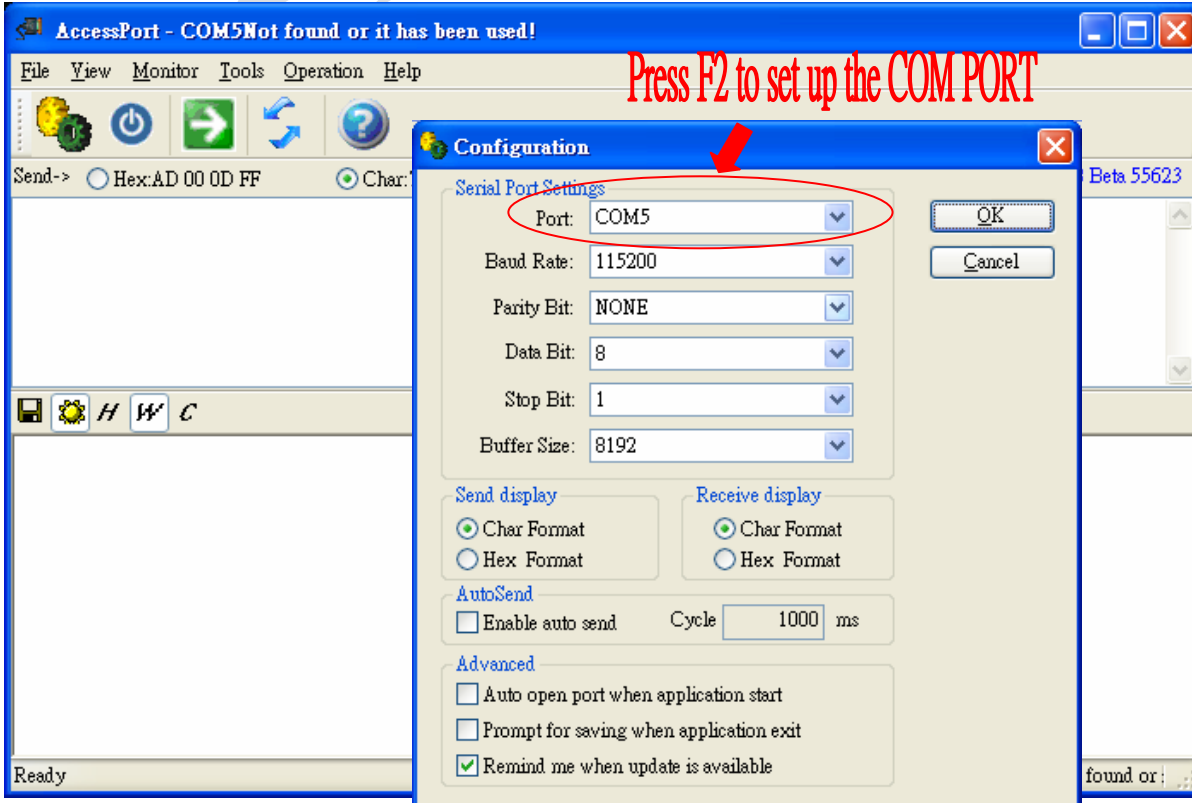 AccessPort - COM5Not found or it has been used!
File View Monitor Tools Operation Help
Press F2 to set up the COM PORT
Send-> Hex:AD 00 0D FF Char:
Beta 55623
Configuration
Serial Port Settings
Port: COM5
OK
Baud Rate: 115200
Cancel
Parity Bit: NONE
Data Bit: 8
Stop Bit: 1
Buffer Size: 8192
H W C
Send display
Char Format
Hex Format
Receive display
Char Format
Hex Format
AutoSend
Enable auto send Cycle 1000 ms
Advanced
Auto open port when application start
Prompt for saving when application exit
Remind me when update is available
Ready
found or